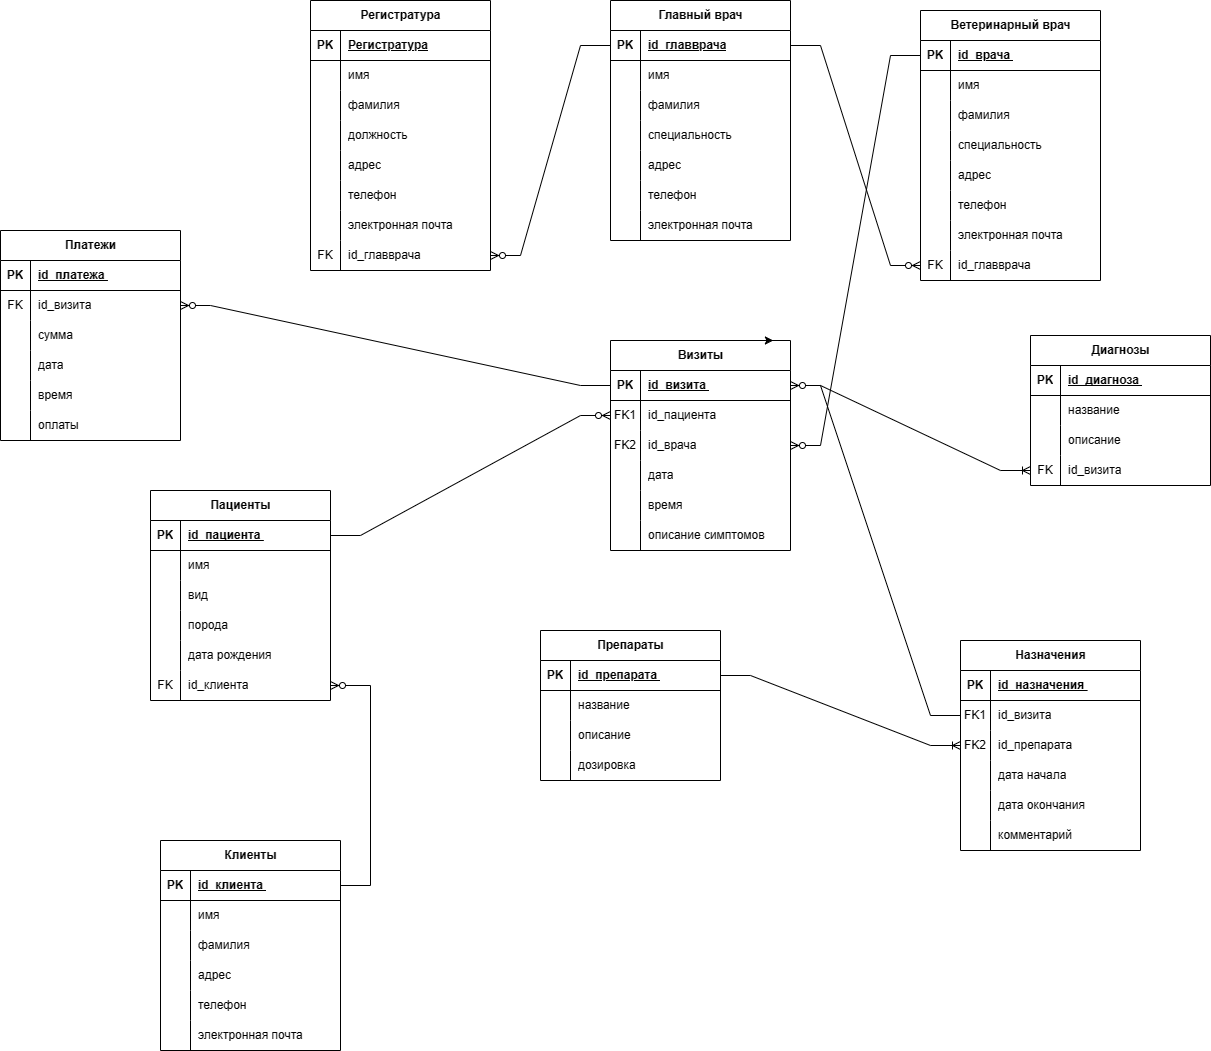 Регистратура
PK Регистратура
имя
фамилия
должность
адрес
телефон
электронная почта
FK id_главврача
Главный врач
PK id_главврача
имя
фамилия
специальность
адрес
телефон
электронная почта
Ветеринарный врач
PK id_врача
имя
фамилия
специальность
адрес
телефон
электронная почта
FK id_главврача
Платежи
PK id_платежа
FK id_визита
сумма
дата
время
оплаты
Визиты
PK id_визита
FK1 id_пациента
FK2 id_врача
дата
время
описание симптомов
Диагнозы
PK id_диагноза
название
описание
FK id_визита
Пациенты
PK id_пациента
имя
вид
порода
дата рождения
FK id_клиента
Препараты
PK id_препарата
название
описание
дозировка
Назначения
PK id_назначения
FK1 id_визита
FK2 id_препарата
дата начала
дата окончания
комментарий
Клиенты
PK id_клиента
имя
фамилия
адрес
телефон
электронная почта